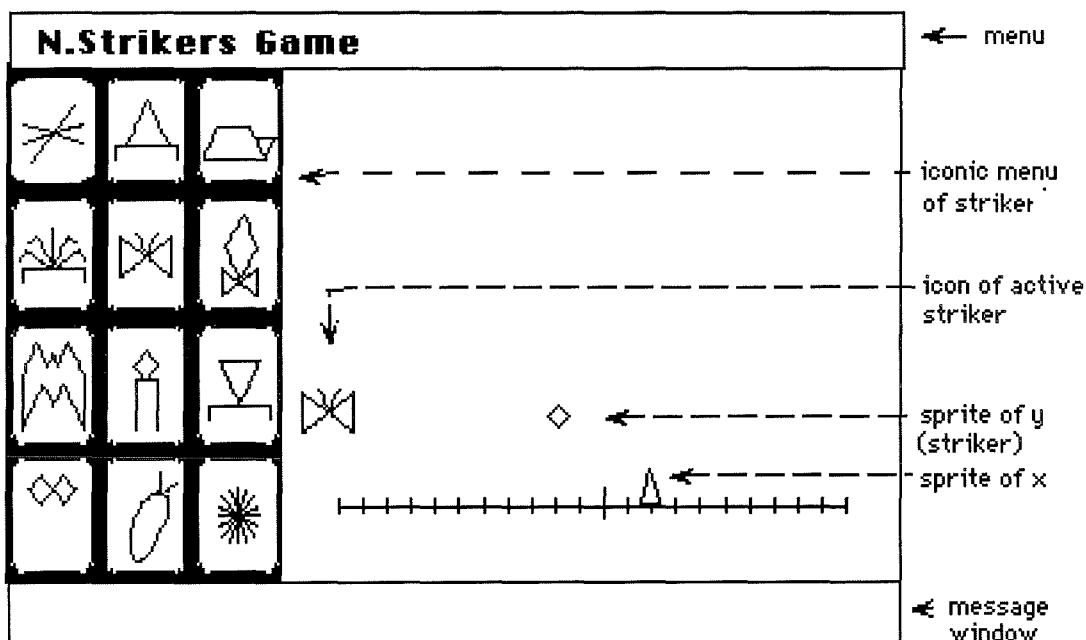 N.Strikers Game
menu
iconic menu
of striker
icon of active
striker
sprite of y
(striker)
sprite of x
message
window